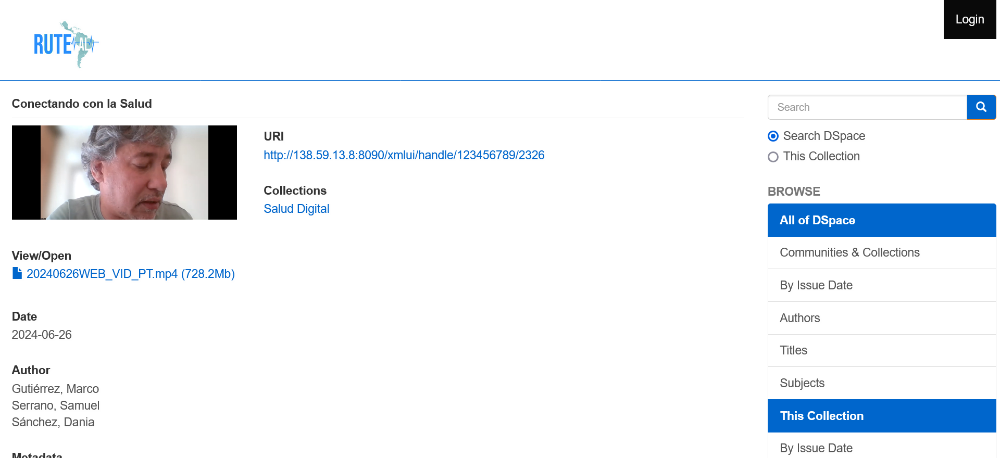 Login
RUTE AL
Conectando con la Salud
URI
http://138.59.13.8:8090/xmlui/handle/123456789/2326
Collections
Salud Digital
View/Open
20240626WEB_VID_PT.mp4 (728.2Mb)
Date
2024-06-26
Author
Gutiérrez, Marco
Serrano, Samuel
Sánchez, Dania
Metadata
Search
Search DSpace
This Collection
BROWSE
All of DSpace
Communities & Collections
By Issue Date
Authors
Titles
Subjects
This Collection
By Issue Date